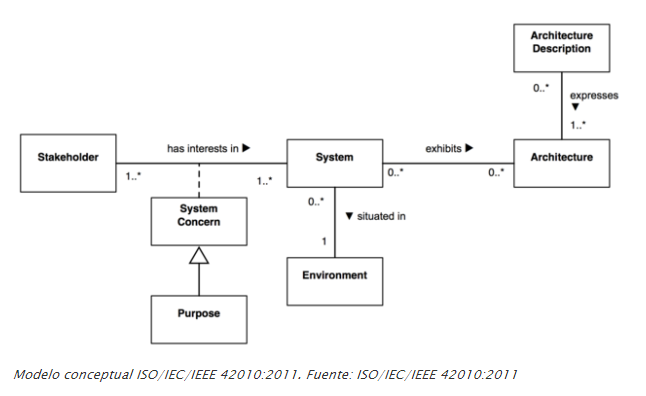 Architecture
Description
0..*
expresses
▼
1..*
Stakeholder
has interests in ▶
System
exhibits ▶
Architecture
1..*
1..*
0..*
0..*
System
Concern
0..*
▼ situated in
1
Environment
Purpose
Modelo conceptual ISO/IEC/IEEE 42010:2011. Fuente: ISO/IEC/IEEE 42010:2011